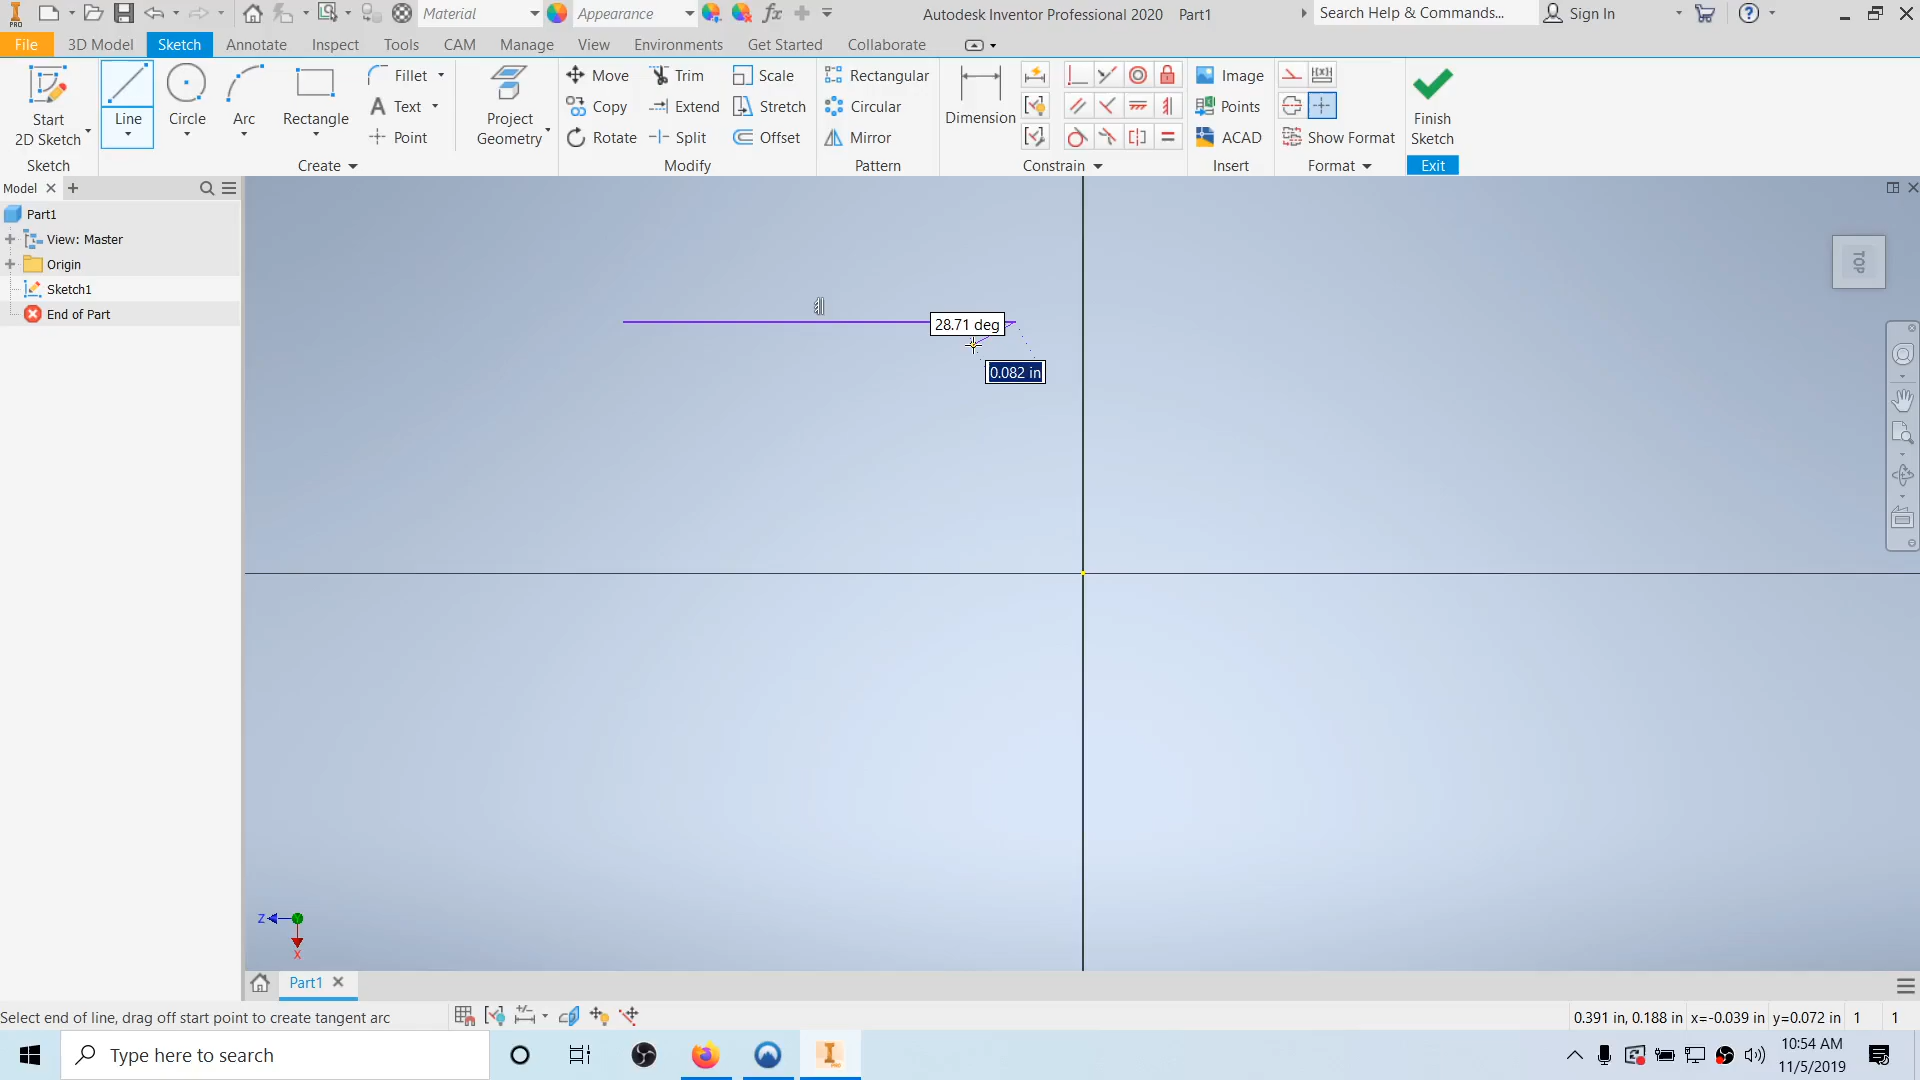 Material
Appearance
Autodesk Inventor Professional 2020 Part1
Search Help & Commands...
Sign In
PRO
File
3D Model
Sketch
Annotate
Inspect
Tools
CAM
Manage
View
Environments
Get Started
Collaborate
Start
2D Sketch
Line
Circle
Arc
Rectangle
Fillet
Text
Point
Project
Geometry
Move
Copy
Rotate
Trim
Extend
Split
Scale
Stretch
Offset
Rectangular
Circular
Mirror
Dimension
Image
Points
ACAD
Show Format
Finish
Sketch
Sketch
Create
Modify
Pattern
Constrain
Insert
Format
Exit
Model
Part1
View: Master
Origin
Sketch1
End of Part
28.71 deg
0.082 in
TOP
Z
X
Part1
Select end of line, drag off start point to create tangent arc
0.391 in, 0.188 in x=-0.039 in y=0.072 in 1 1
Type here to search
10:54 AM
11/5/2019